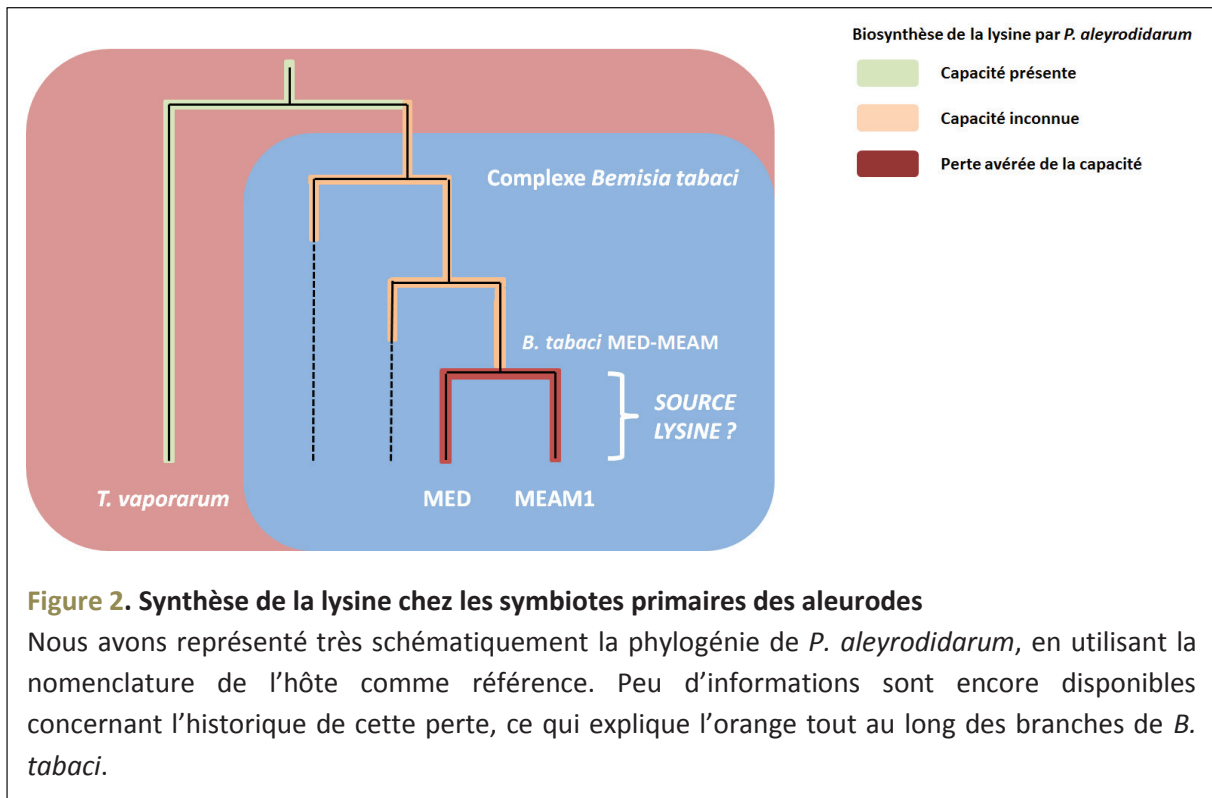 Biosynthèse de la lysine par P. aleyrodidarum
Capacité présente
Capacité inconnue
Perte avérée de la capacité
Complexe Bemisia tabaci
B. tabaci MED-MEAM
SOURCE
LYSINE ?
T. vaporarum
MED
MEAM1
Figure 2. Synthèse de la lysine chez les symbiotes primaires des aleurodes
Nous avons représenté très schématiquement la phylogénie de P. aleyrodidarum, en utilisant la
nomenclature de l'hôte comme référence. Peu d'informations sont encore disponibles
concernant l'historique de cette perte, ce qui explique l'orange tout au long des branches de B.
tabaci.